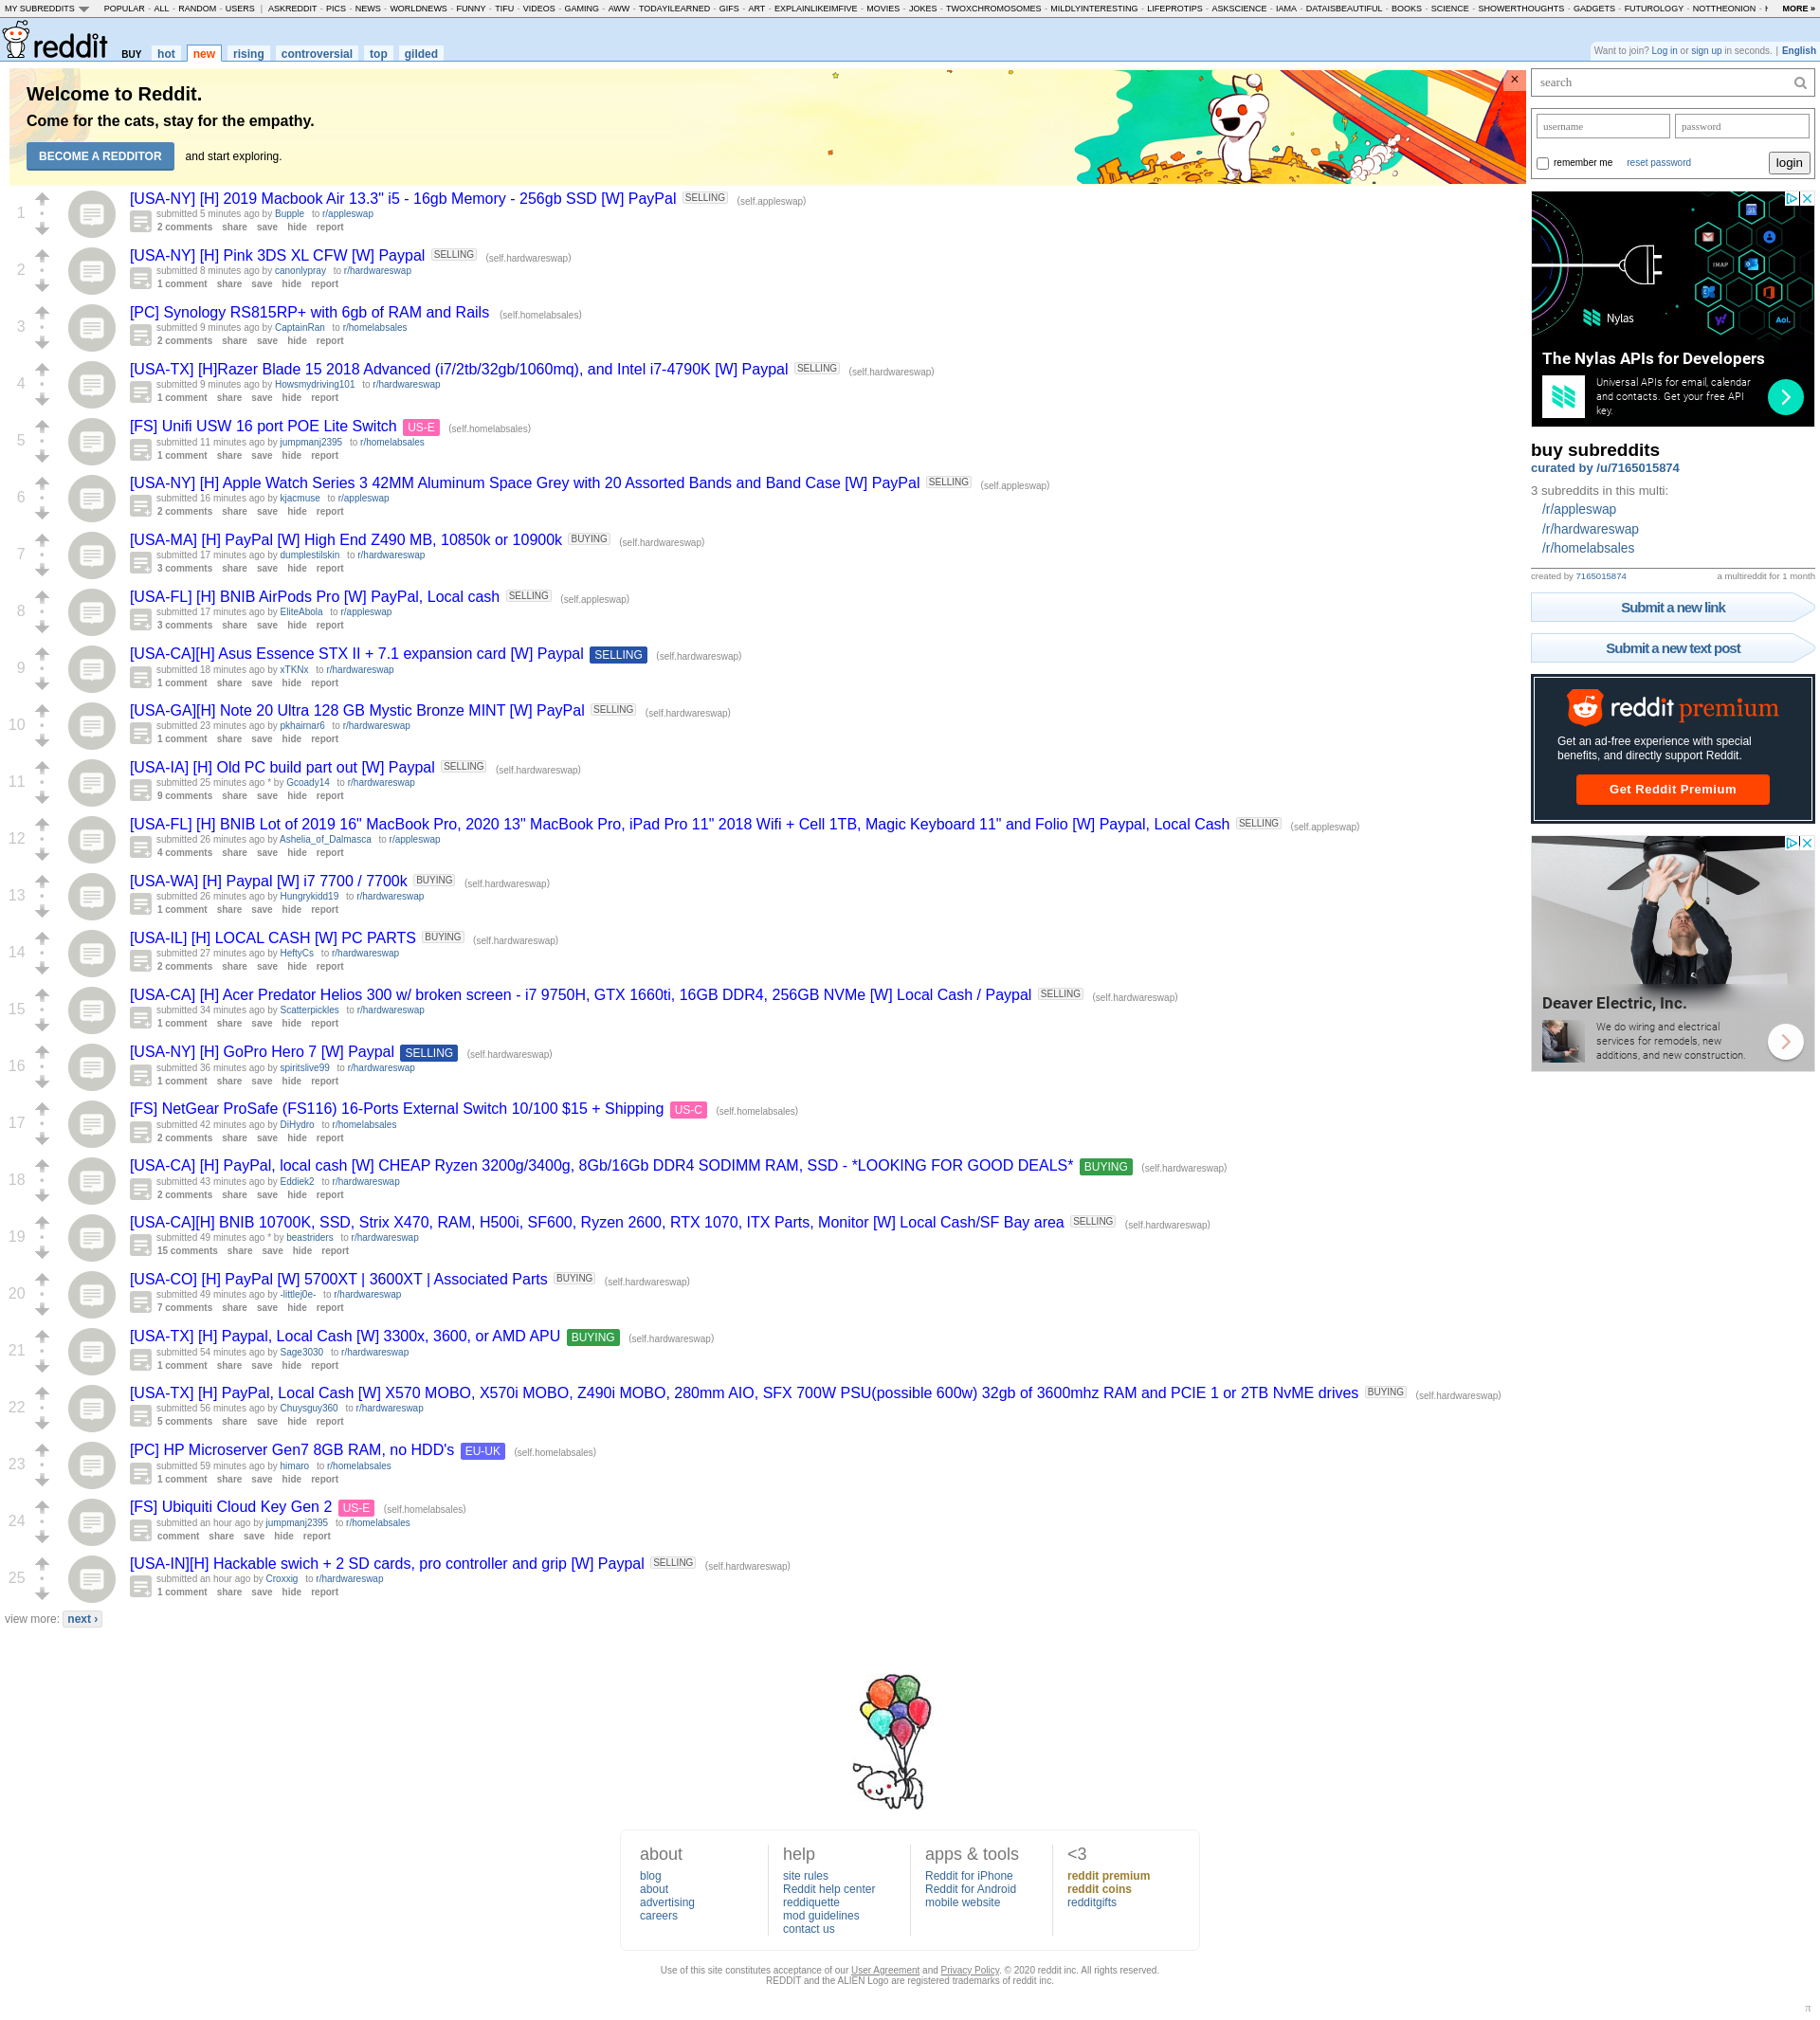 MY SUBREDDITS POPULAR - ALL - RANDOM - USERS | ASKREDDIT - PICS - NEWS - WORLDNEWS - FUNNY - TIFU - VIDEOS - GAMING - AWW - TODAYILEARNED - GIFS - ART - EXPLAINLIKEIMFIVE - MOVIES - JOKES - TWOXCHROMOSOMES - MILDLYINTERESTING - LIFEPROTIPS - ASKSCIENCE - IAMA - DATAISBEAUTIFUL - BOOKS - SCIENCE - SHOWERTHOUGHTS - GADGETS - FUTUROLOGY - NOTTHEONION - MORE »
reddit BUY hot new rising controversial top gilded
Want to join? Log in or sign up in seconds. | English
Welcome to Reddit.
Come for the cats, stay for the empathy.
BECOME A REDDITOR and start exploring.
×
1
[USA-NY] [H] 2019 Macbook Air 13.3" i5 - 16gb Memory - 256gb SSD [W] PayPal SELLING (self.appleswap)
submitted 5 minutes ago by Bupple to r/appleswap
2 comments share save hide report
2
[USA-NY] [H] Pink 3DS XL CFW [W] Paypal SELLING (self.hardwareswap)
submitted 8 minutes ago by canonlypray to r/hardwareswap
1 comment share save hide report
3
[PC] Synology RS815RP+ with 6gb of RAM and Rails (self.homelabsales)
submitted 9 minutes ago by CaptainRan to r/homelabsales
2 comments share save hide report
4
[USA-TX] [H]Razer Blade 15 2018 Advanced (i7/2tb/32gb/1060mq), and Intel i7-4790K [W] Paypal SELLING (self.hardwareswap)
submitted 9 minutes ago by Howsmydriving101 to r/hardwareswap
1 comment share save hide report
5
[FS] Unifi USW 16 port POE Lite Switch US-E (self.homelabsales)
submitted 11 minutes ago by jumpmanj2395 to r/homelabsales
1 comment share save hide report
6
[USA-NY] [H] Apple Watch Series 3 42MM Aluminum Space Grey with 20 Assorted Bands and Band Case [W] PayPal SELLING (self.appleswap)
submitted 16 minutes ago by kjacmuse to r/appleswap
2 comments share save hide report
7
[USA-MA] [H] PayPal [W] High End Z490 MB, 10850k or 10900k BUYING (self.hardwareswap)
submitted 17 minutes ago by dumplestilskin to r/hardwareswap
3 comments share save hide report
8
[USA-FL] [H] BNIB AirPods Pro [W] PayPal, Local cash SELLING (self.appleswap)
submitted 17 minutes ago by EliteAbola to r/appleswap
3 comments share save hide report
9
[USA-CA][H] Asus Essence STX II + 7.1 expansion card [W] Paypal SELLING (self.hardwareswap)
submitted 18 minutes ago by xTKNx to r/hardwareswap
1 comment share save hide report
10
[USA-GA][H] Note 20 Ultra 128 GB Mystic Bronze MINT [W] PayPal SELLING (self.hardwareswap)
submitted 23 minutes ago by pkhairnar6 to r/hardwareswap
1 comment share save hide report
11
[USA-IA] [H] Old PC build part out [W] Paypal SELLING (self.hardwareswap)
submitted 25 minutes ago * by Gcoady14 to r/hardwareswap
9 comments share save hide report
12
[USA-FL] [H] BNIB Lot of 2019 16" MacBook Pro, 2020 13" MacBook Pro, iPad Pro 11" 2018 Wifi + Cell 1TB, Magic Keyboard 11" and Folio [W] Paypal, Local Cash SELLING (self.appleswap)
submitted 26 minutes ago by Ashelia_of_Dalmasca to r/appleswap
4 comments share save hide report
13
[USA-WA] [H] Paypal [W] i7 7700 / 7700k BUYING (self.hardwareswap)
submitted 26 minutes ago by Hungrykidd19 to r/hardwareswap
1 comment share save hide report
14
[USA-IL] [H] LOCAL CASH [W] PC PARTS BUYING (self.hardwareswap)
submitted 27 minutes ago by HeftyCs to r/hardwareswap
2 comments share save hide report
15
[USA-CA] [H] Acer Predator Helios 300 w/ broken screen - i7 9750H, GTX 1660ti, 16GB DDR4, 256GB NVMe [W] Local Cash / Paypal SELLING (self.hardwareswap)
submitted 34 minutes ago by Scatterpickles to r/hardwareswap
1 comment share save hide report
16
[USA-NY] [H] GoPro Hero 7 [W] Paypal SELLING (self.hardwareswap)
submitted 36 minutes ago by spiritslive99 to r/hardwareswap
1 comment share save hide report
17
[FS] NetGear ProSafe (FS116) 16-Ports External Switch 10/100 $15 + Shipping US-C (self.homelabsales)
submitted 42 minutes ago by DiHydro to r/homelabsales
2 comments share save hide report
18
[USA-CA] [H] PayPal, local cash [W] CHEAP Ryzen 3200g/3400g, 8Gb/16Gb DDR4 SODIMM RAM, SSD - *LOOKING FOR GOOD DEALS* BUYING (self.hardwareswap)
submitted 43 minutes ago by Eddiek2 to r/hardwareswap
2 comments share save hide report
19
[USA-CA][H] BNIB 10700K, SSD, Strix X470, RAM, H500i, SF600, Ryzen 2600, RTX 1070, ITX Parts, Monitor [W] Local Cash/SF Bay area SELLING (self.hardwareswap)
submitted 49 minutes ago * by beastriders to r/hardwareswap
15 comments share save hide report
20
[USA-CO] [H] PayPal [W] 5700XT | 3600XT | Associated Parts BUYING (self.hardwareswap)
submitted 49 minutes ago by -littlej0e- to r/hardwareswap
7 comments share save hide report
21
[USA-TX] [H] Paypal, Local Cash [W] 3300x, 3600, or AMD APU BUYING (self.hardwareswap)
submitted 54 minutes ago by Sage3030 to r/hardwareswap
1 comment share save hide report
22
[USA-TX] [H] PayPal, Local Cash [W] X570 MOBO, X570i MOBO, Z490i MOBO, 280mm AIO, SFX 700W PSU(possible 600w) 32gb of 3600mhz RAM and PCIE 1 or 2TB NvME drives BUYING (self.hardwareswap)
submitted 56 minutes ago by Chuysguy360 to r/hardwareswap
5 comments share save hide report
23
[PC] HP Microserver Gen7 8GB RAM, no HDD's EU-UK (self.homelabsales)
submitted 59 minutes ago by himaro to r/homelabsales
1 comment share save hide report
24
[FS] Ubiquiti Cloud Key Gen 2 US-E (self.homelabsales)
submitted an hour ago by jumpmanj2395 to r/homelabsales
comment share save hide report
25
[USA-IN][H] Hackable swich + 2 SD cards, pro controller and grip [W] Paypal SELLING (self.hardwareswap)
submitted an hour ago by Croxxig to r/hardwareswap
1 comment share save hide report
view more: next ›
search
username password
remember me reset password login
IMAP
Aol.
Nylas
The Nylas APIs for Developers
Universal APIs for email, calendar
and contacts. Get your free API
key.
buy subreddits
curated by /u/7165015874
3 subreddits in this multi:
/r/appleswap
/r/hardwareswap
/r/homelabsales
created by 7165015874 a multireddit for 1 month
Submit a new link
Submit a new text post
reddit premium
Get an ad-free experience with special
benefits, and directly support Reddit.
Get Reddit Premium
Deaver Electric, Inc.
We do wiring and electrical
services for remodels, new
additions, and new construction.
about
blog
about
advertising
careers
help
site rules
Reddit help center
reddiquette
mod guidelines
contact us
apps & tools
Reddit for iPhone
Reddit for Android
mobile website
<3
reddit premium
reddit coins
redditgifts
Use of this site constitutes acceptance of our User Agreement and Privacy Policy. © 2020 reddit inc. All rights reserved.
REDDIT and the ALIEN Logo are registered trademarks of reddit inc.
π